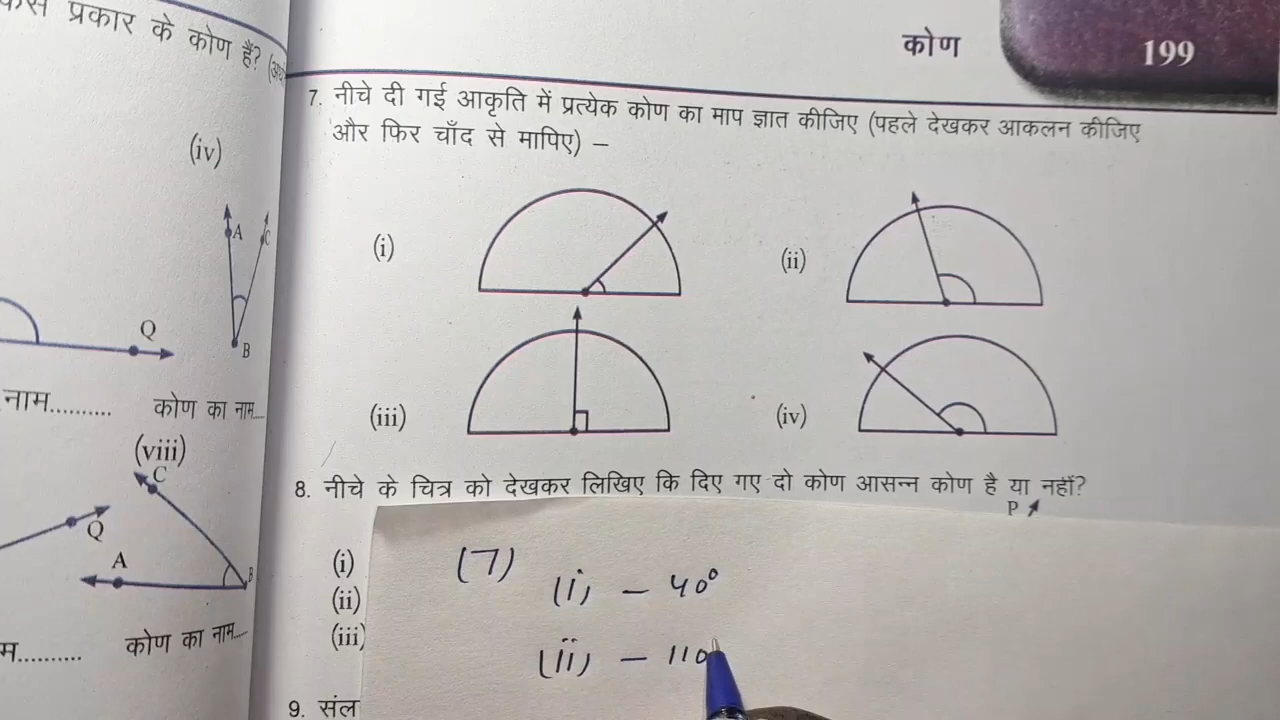 प्रकार के कोण हैं?
(iv)
A
C
B
Q
नाम.......... कोण का नाम....
(viii)
C
Q
A
B
म.......... कोण का नाम....
कोण 199
7. नीचे दी गई आकृति में प्रत्येक कोण का माप ज्ञात कीजिए (पहले देखकर आकलन कीजिए
और फिर चाँद से मापिए) –
(i)
(ii)
(iii)
(iv)
8. नीचे के चित्र को देखकर लिखिए कि दिए गए दो कोण आसन्न कोण है या नहीं?
P
(i)
(ii)
(iii)
(7)
(i) – 40°
(ii) – 110
9. संल